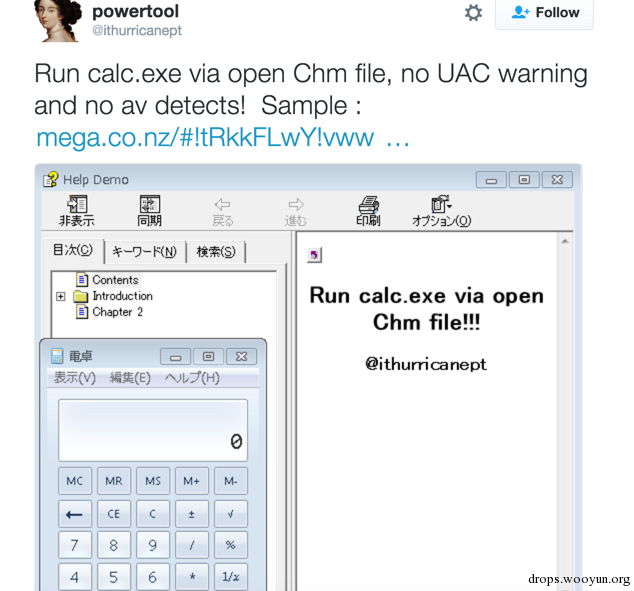 powertool
@ithurricanept
Follow
Run calc.exe via open Chm file, no UAC warning
and no av detects! Sample :
mega.co.nz/#!tRkkFLwY!vww …
Help Demo
非表示 同期 戻る 進む 印刷 オプション(O)
目次(C) キーワード(N) 検索(S)
Contents
Introduction
Chapter 2
Run calc.exe via open
Chm file!!!
@ithurricanept
電卓
表示(V) 編集(E) ヘルプ(H)
0
MC MR MS M+ M-
← CE C ± √
7 8 9 / %
4 5 6 * 1/x
drops.wooyun.org